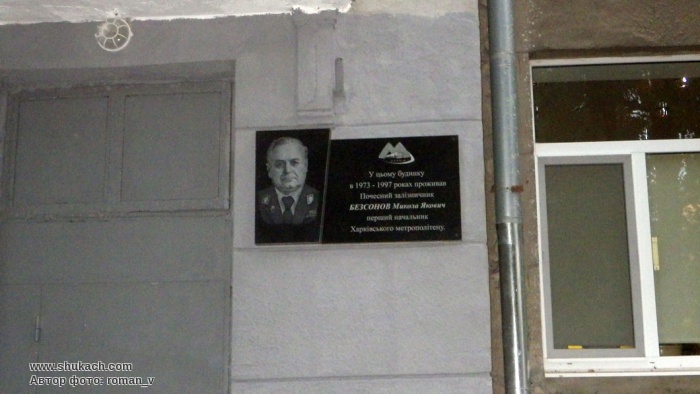 У цьому будинку
в 1973 - 1997 роках проживав
Почесний залізничник
БЕЗСОНОВ Микола Якович
перший начальник
Харківського метрополітену.
www.shukach.com
Автор фото: roman_v